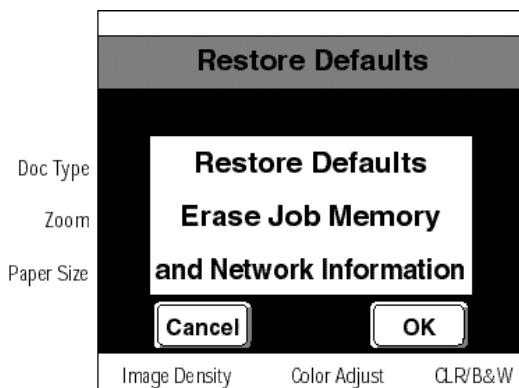 Restore Defaults
Restore Defaults
Doc Type
Erase Job Memory
Zoom
and Network Information
Paper Size
Cancel OK
Image Density Color Adjust CLR/B&W